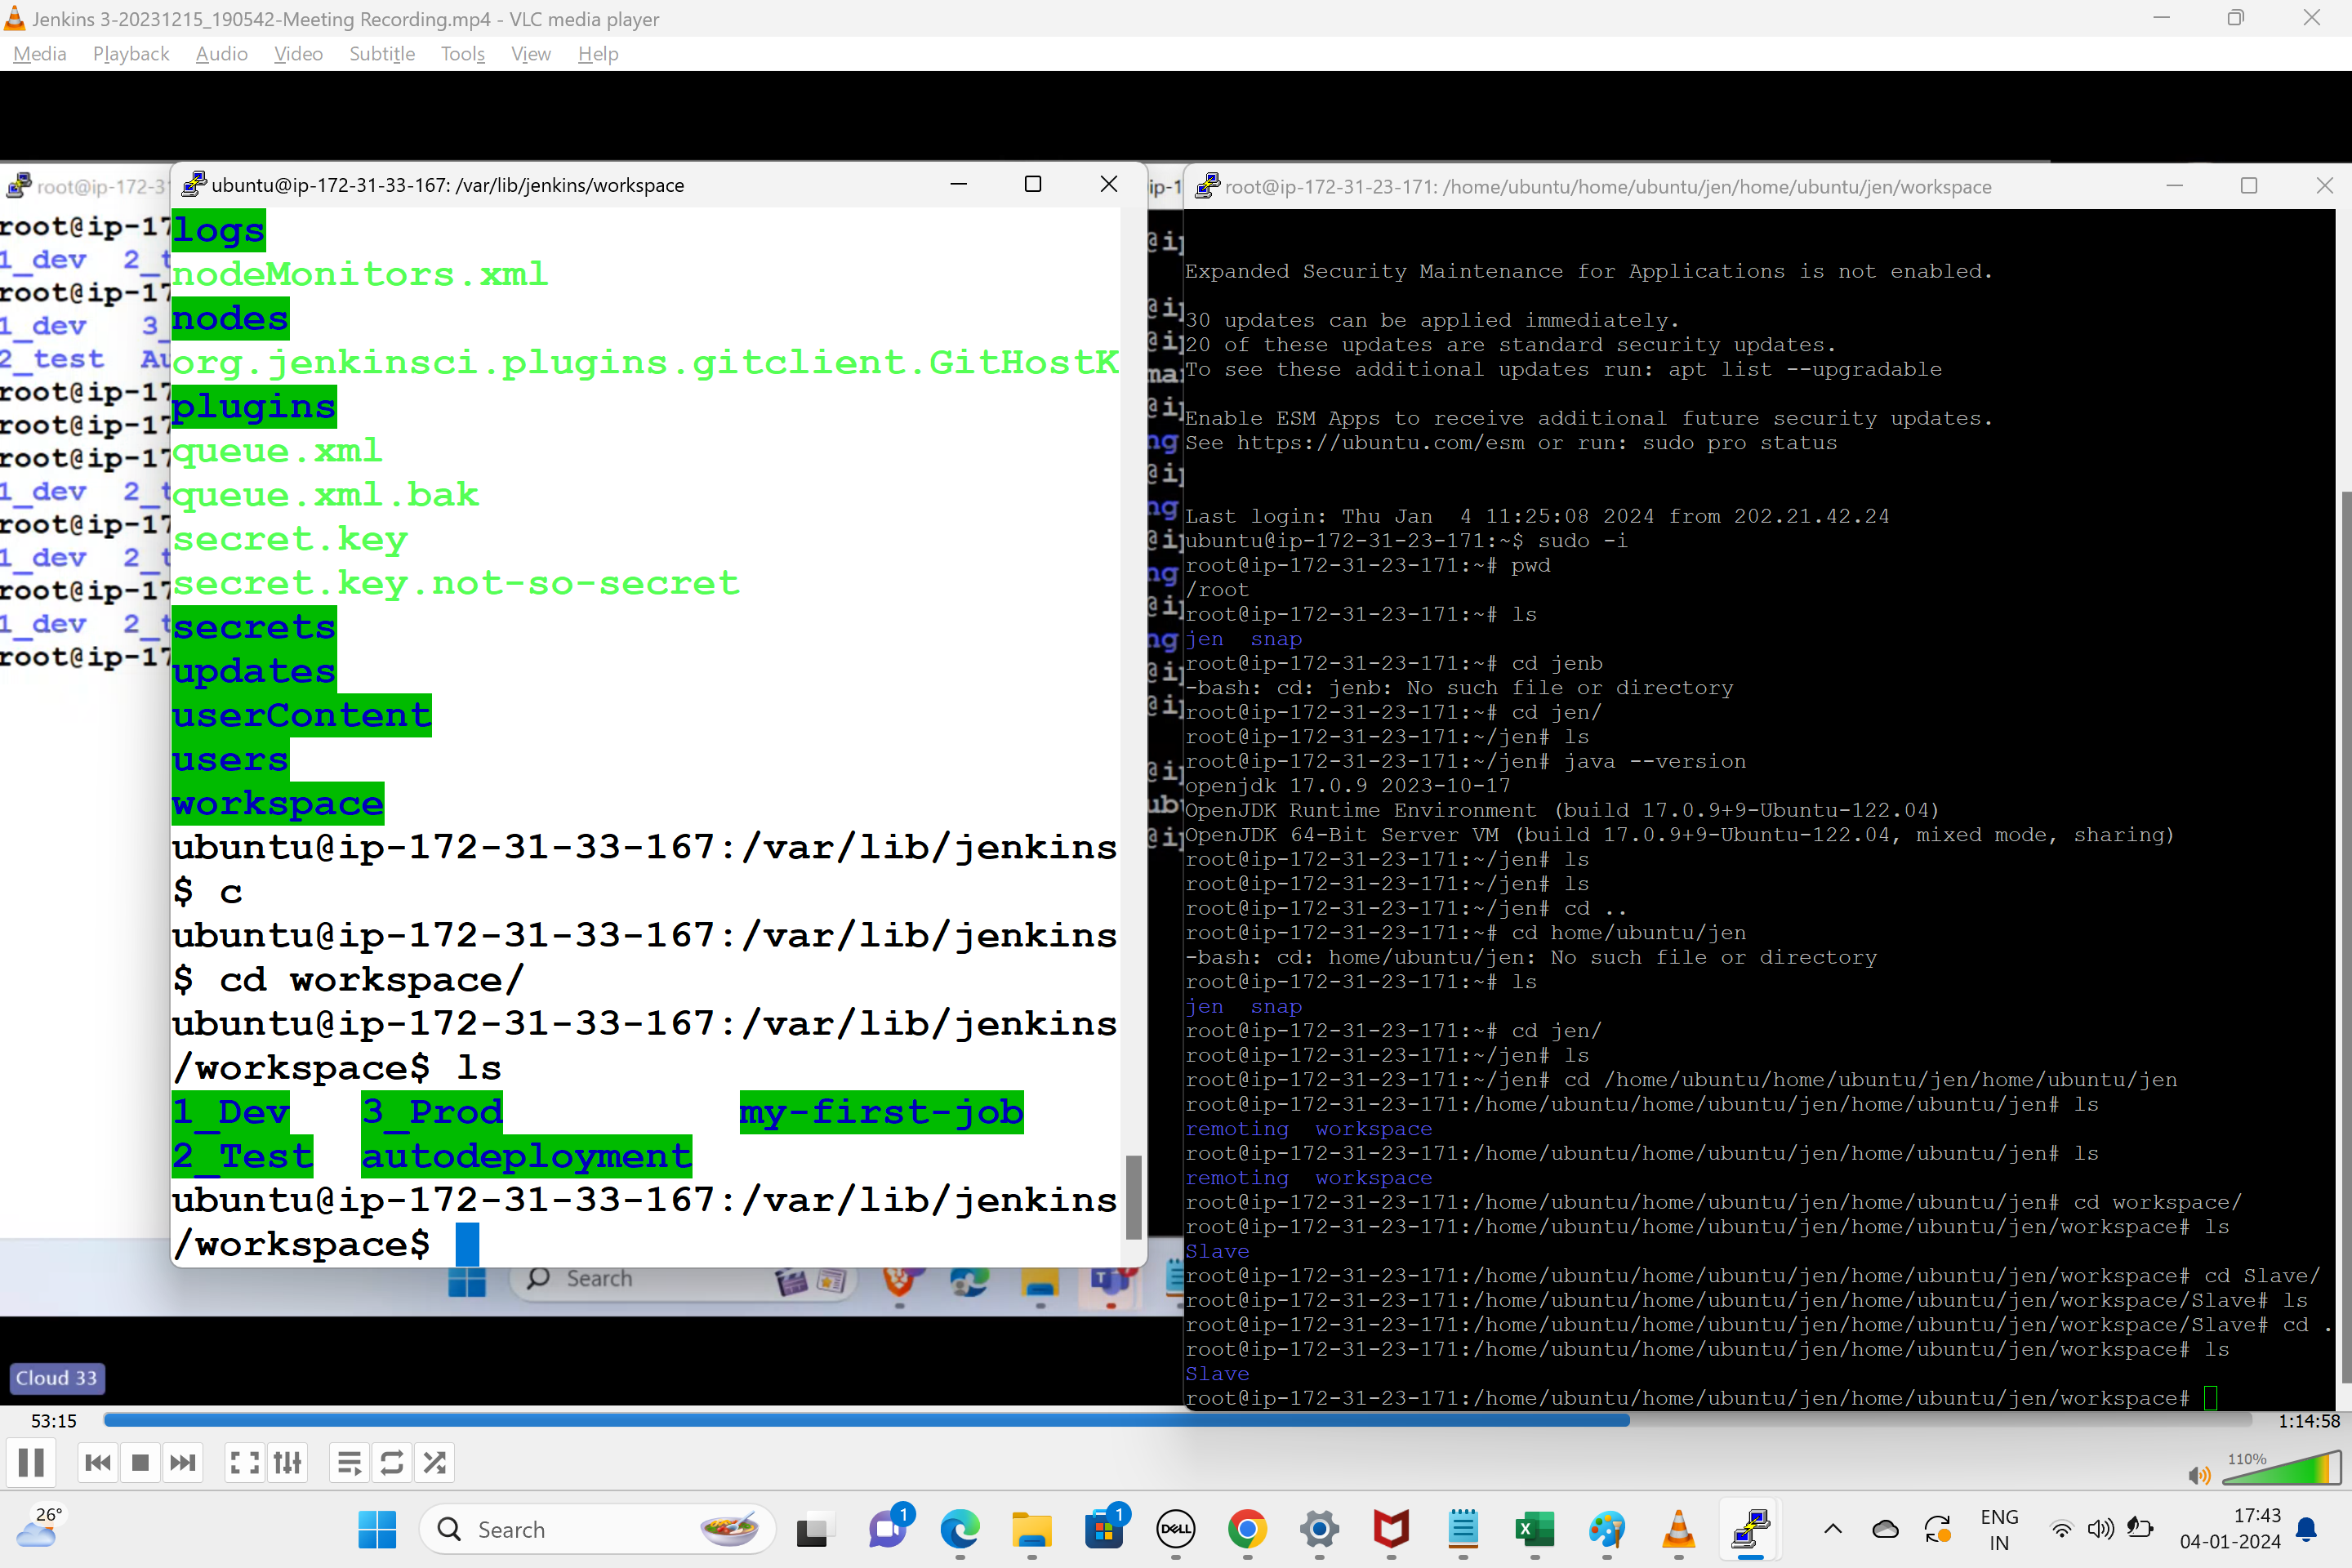 Jenkins 3-20231215_190542-Meeting Recording.mp4 - VLC media player
Media Playback Audio Video Subtitle Tools View Help
root@ip-172-3
root@ip-17
1_dev 2_t
root@ip-17
1_dev 3_
2_test Au
root@ip-17
root@ip-17
root@ip-17
1_dev 2_t
root@ip-17
1_dev 2_t
root@ip-17
1_dev 2_t
root@ip-17
ubuntu@ip-172-31-33-167: /var/lib/jenkins/workspace
logs
nodeMonitors.xml
nodes
org.jenkinsci.plugins.gitclient.GitHostK
plugins
queue.xml
queue.xml.bak
secret.key
secret.key.not-so-secret
secrets
updates
userContent
users
workspace
ubuntu@ip-172-31-33-167:/var/lib/jenkins
$ c
ubuntu@ip-172-31-33-167:/var/lib/jenkins
$ cd workspace/
ubuntu@ip-172-31-33-167:/var/lib/jenkins
/workspace$ ls
1_Dev 3_Prod my-first-job
2_Test autodeployment
ubuntu@ip-172-31-33-167:/var/lib/jenkins
/workspace$
Search
root@ip-172-31-23-171: /home/ubuntu/home/ubuntu/jen/home/ubuntu/jen/workspace
Expanded Security Maintenance for Applications is not enabled.
30 updates can be applied immediately.
20 of these updates are standard security updates.
To see these additional updates run: apt list --upgradable
Enable ESM Apps to receive additional future security updates.
See https://ubuntu.com/esm or run: sudo pro status
Last login: Thu Jan  4 11:25:08 2024 from 202.21.42.24
ubuntu@ip-172-31-23-171:~$ sudo -i
root@ip-172-31-23-171:~# pwd
/root
root@ip-172-31-23-171:~# ls
jen snap
root@ip-172-31-23-171:~# cd jenb
-bash: cd: jenb: No such file or directory
root@ip-172-31-23-171:~# cd jen/
root@ip-172-31-23-171:~/jen# ls
root@ip-172-31-23-171:~/jen# java --version
openjdk 17.0.9 2023-10-17
OpenJDK Runtime Environment (build 17.0.9+9-Ubuntu-122.04)
OpenJDK 64-Bit Server VM (build 17.0.9+9-Ubuntu-122.04, mixed mode, sharing)
root@ip-172-31-23-171:~/jen# ls
root@ip-172-31-23-171:~/jen# ls
root@ip-172-31-23-171:~/jen# cd ..
root@ip-172-31-23-171:~# cd home/ubuntu/jen
-bash: cd: home/ubuntu/jen: No such file or directory
root@ip-172-31-23-171:~# ls
jen snap
root@ip-172-31-23-171:~# cd jen/
root@ip-172-31-23-171:~/jen# ls
root@ip-172-31-23-171:~/jen# cd /home/ubuntu/home/ubuntu/jen/home/ubuntu/jen
root@ip-172-31-23-171:/home/ubuntu/home/ubuntu/jen/home/ubuntu/jen# ls
remoting workspace
root@ip-172-31-23-171:/home/ubuntu/home/ubuntu/jen/home/ubuntu/jen# ls
remoting workspace
root@ip-172-31-23-171:/home/ubuntu/home/ubuntu/jen/home/ubuntu/jen# cd workspace/
root@ip-172-31-23-171:/home/ubuntu/home/ubuntu/jen/home/ubuntu/jen/workspace# ls
Slave
root@ip-172-31-23-171:/home/ubuntu/home/ubuntu/jen/home/ubuntu/jen/workspace# cd Slave/
root@ip-172-31-23-171:/home/ubuntu/home/ubuntu/jen/home/ubuntu/jen/workspace/Slave# ls
root@ip-172-31-23-171:/home/ubuntu/home/ubuntu/jen/home/ubuntu/jen/workspace/Slave# cd .
root@ip-172-31-23-171:/home/ubuntu/home/ubuntu/jen/home/ubuntu/jen/workspace# ls
Slave
root@ip-172-31-23-171:/home/ubuntu/home/ubuntu/jen/home/ubuntu/jen/workspace#
Cloud 33
53:15 1:14:58
110%
26° Search 1 1 DELL ENG IN 17:43 04-01-2024